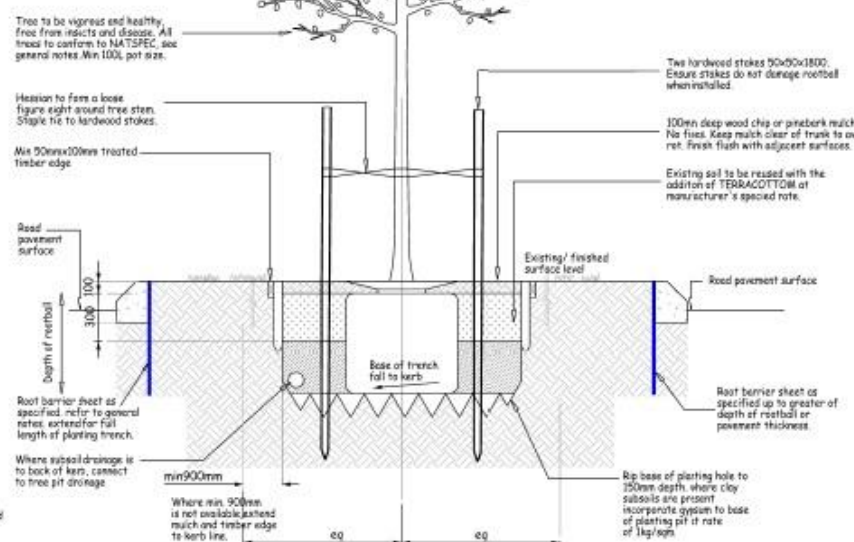 Tree to be vigrous and healthy,
free from insicts and disease. All
trees to conform to NATSPEC, see
general notes. Min 100L pot size.
Hessian to form a loose
figure eight around tree stem.
Staple tie to hardwood stakes.
Min 50mmx100mm treated
timber edge
Road
pavement
surface
100
300
Depth of rootball
Root barrier sheet as
specified. refer to general
notes. extend for full
length of planting trench.
Where subsoil drainage is
to back of kerb, connect
to tree pit drainage
min900mm
Where min. 900mm
is not available,extend
mulch and timber edge
to kerb line.
eq
eq
Base of trench
fall to kerb
Existing/ finished
surface level
Two hardwood stakes 50x50x1800.
Ensure stakes do not damage rootball
wheninstalled.
100mm deep wood chip or pinebark mulch
No fines. Keep mulch clear of trunk to
rot. Finish flush with adjacent surfaces.
Existing soil to be reused with the
additon of TERRACOTTOM at
manufacturer's specied rate.
Road pavement surface
Root barrier sheet as
specified up to greater of
depth of rootball or
pavement thickness.
Rip base of planting hole to
150mm depth. where clay
subsoils are present
incorporate gypsum to base
of planting pit it rate
of 1kg/sqm